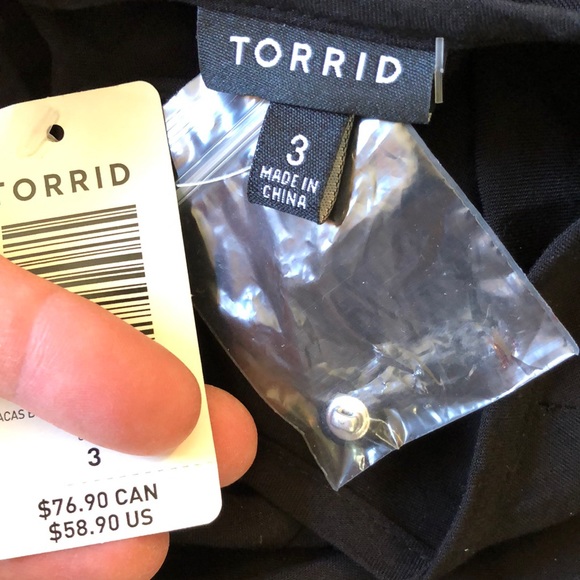 TORRID
3
MADE IN
CHINA
TORRID
3
$76.90 CAN
$58.90 US